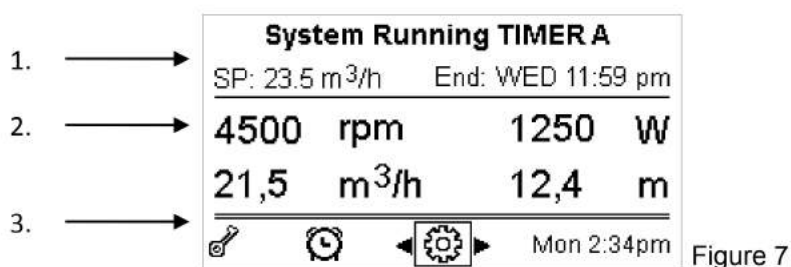 System Running TIMER A
1.
SP: 23.5 m³/h End: WED 11:59 pm
2.
4500 rpm 1250 W
21,5 m³/h 12,4 m
3.
Mon 2:34pm
Figure 7